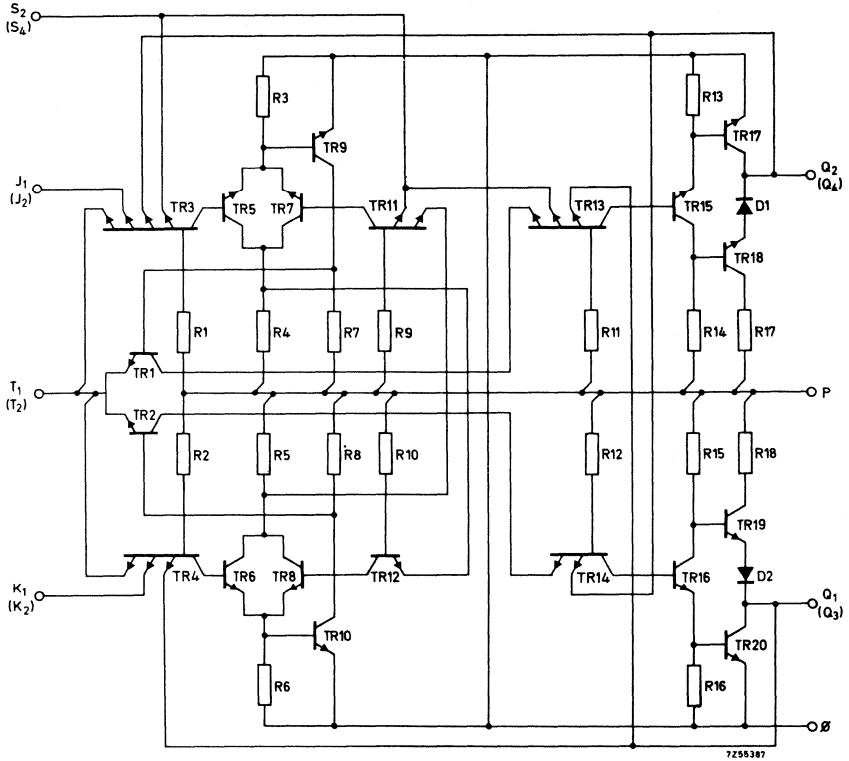 S2
(S4)
R3
R13
TR9
TR17
J1
(J2)
Q2
(Q4)
TR3
TR5
TR7
TR11
TR13
TR15
D1
TR18
R1
R4
R7
R9
R11
R14
R17
TR1
T1
(T2)
P
TR2
R2
R5
R8
R10
R12
R15
R18
TR19
TR4
TR6
TR8
TR12
TR14
TR16
D2
K1
(K2)
Q1
(Q3)
TR10
TR20
R6
R16
Ø
7Z55387